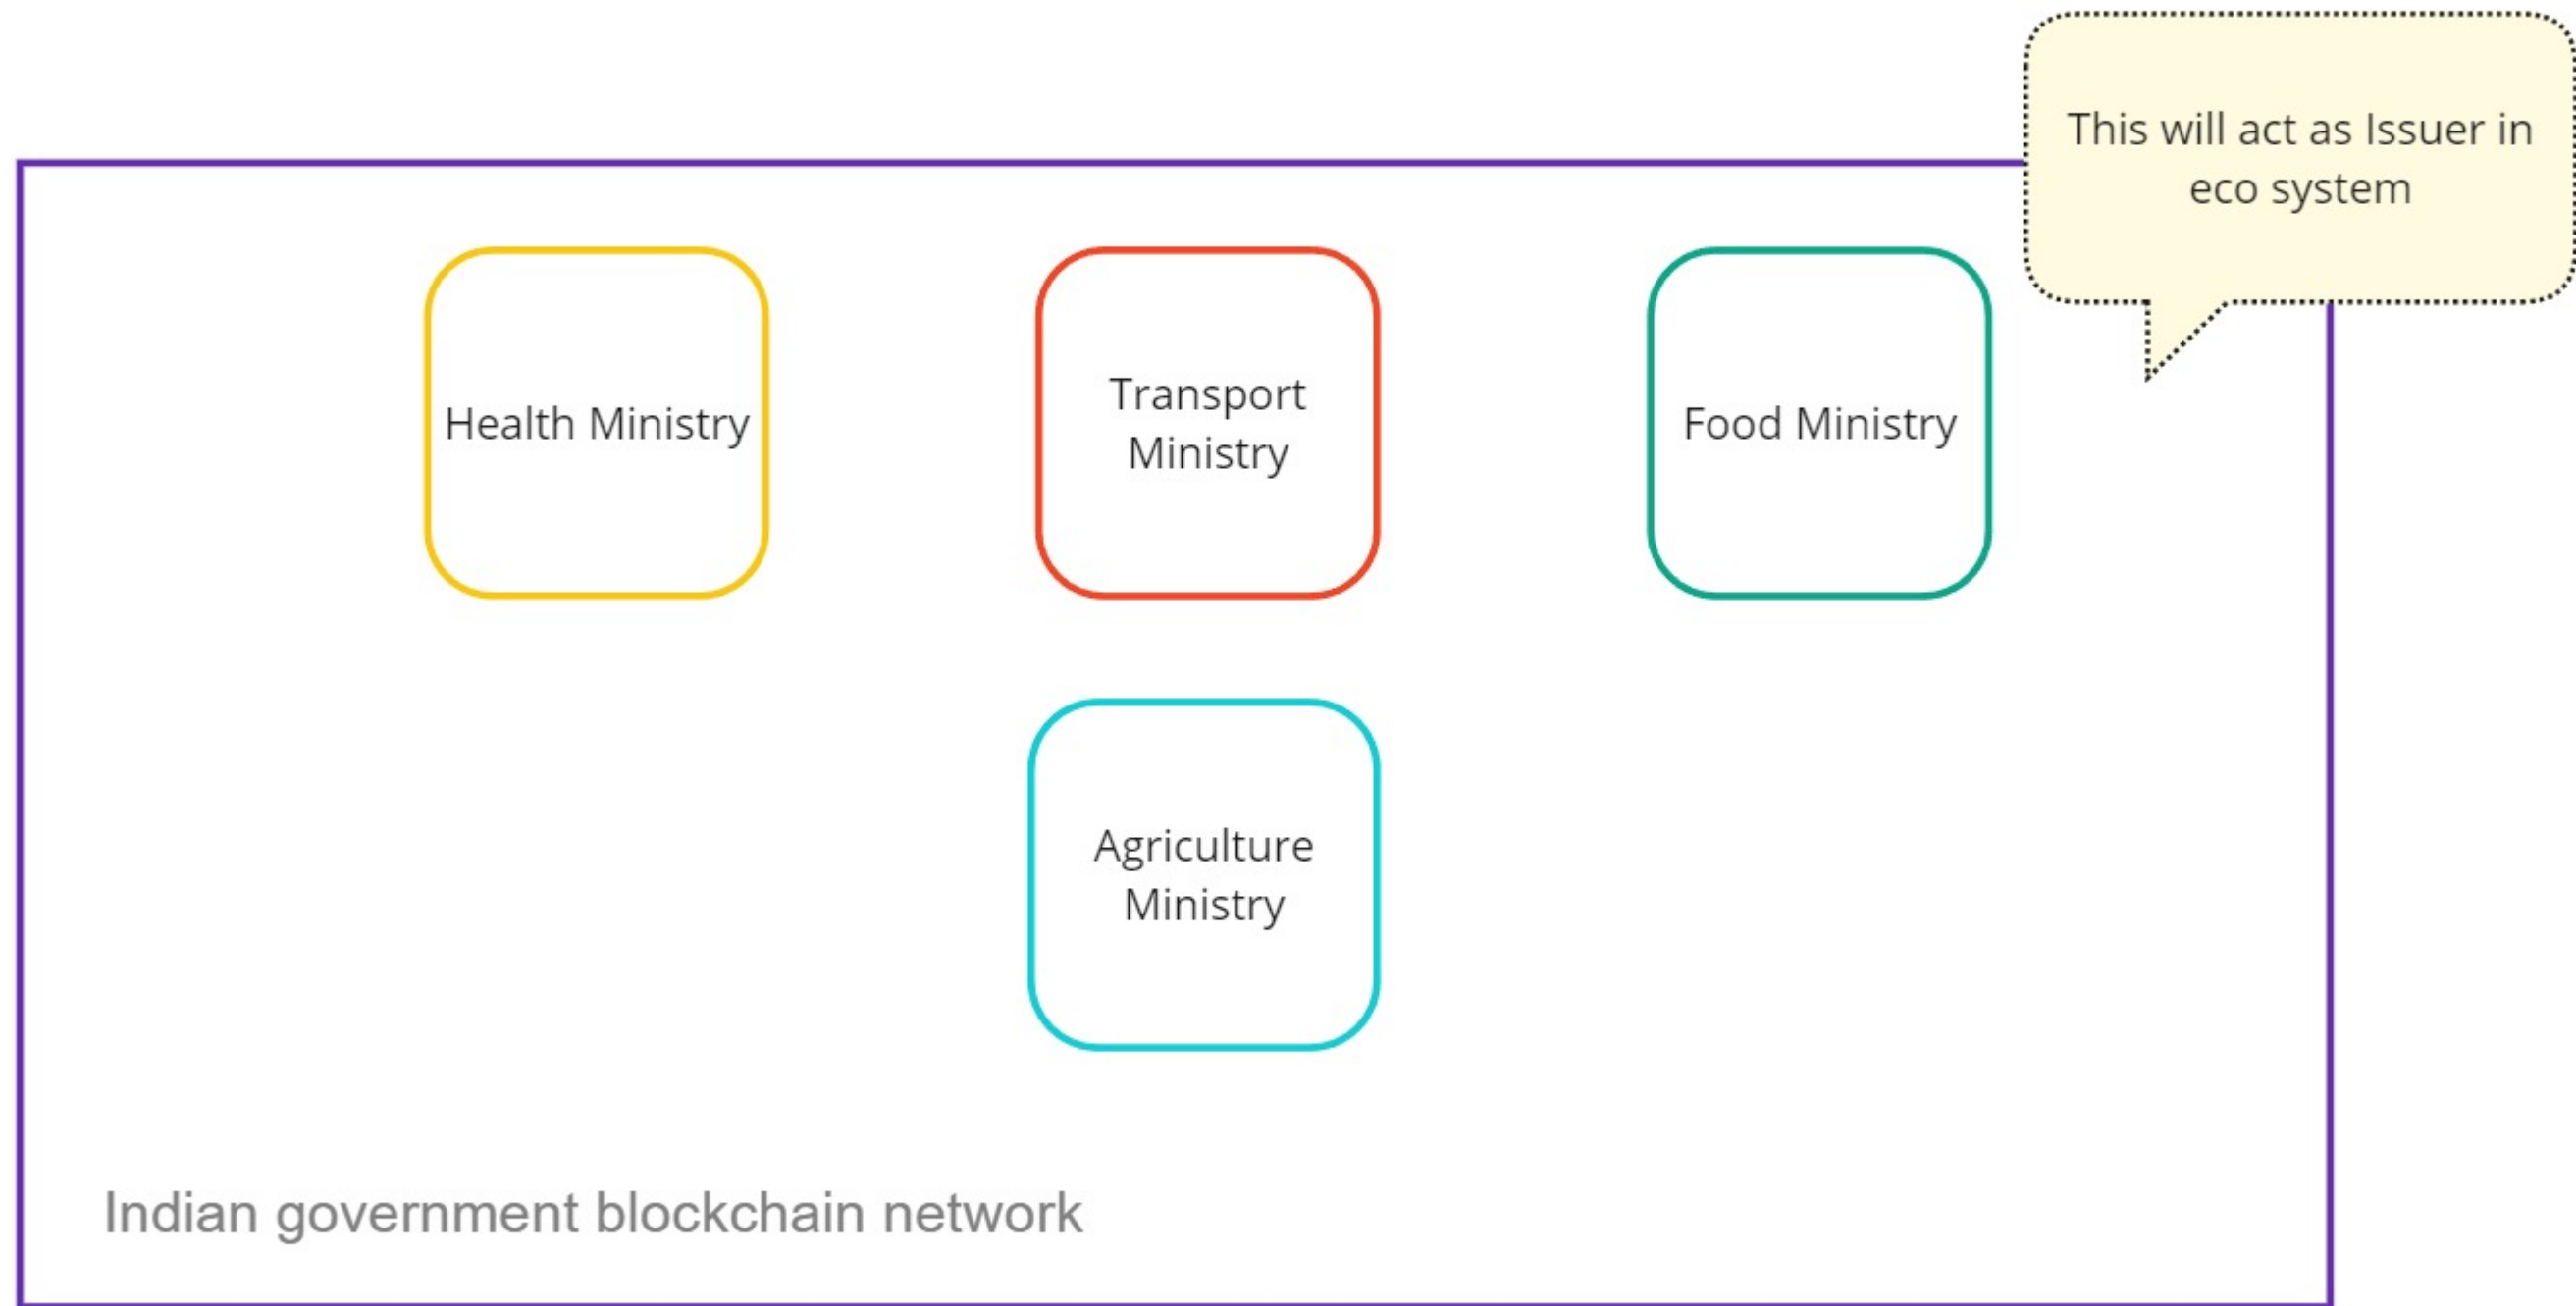 This will act as Issuer in
eco system
Health Ministry
Transport
Ministry
Food Ministry
Agriculture
Ministry
Indian government blockchain network